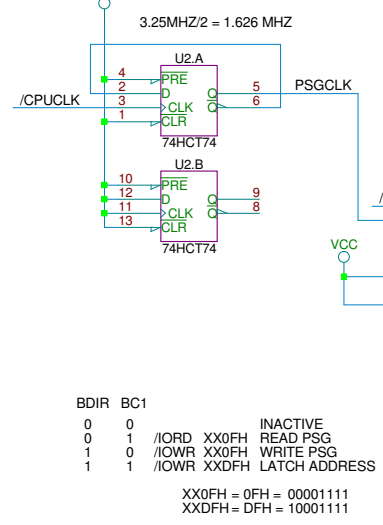 3.25MHZ/2 = 1.626 MHZ
U2.A
4 PRE
2 D Q 5 PSGCLK
/CPUCLK 3 CLK Q 6
1 CLR
74HCT74
U2.B
10 PRE
12 D Q 9
11 CLK Q 8
13 CLR
74HCT74
/
VCC
BDIR BC1
0 0 INACTIVE
0 1 /IORD XX0FH READ PSG
1 0 /IOWR XX0FH WRITE PSG
1 1 /IOWR XXDFH LATCH ADDRESS
XX0FH = 0FH = 00001111
XXDFH = DFH = 10001111